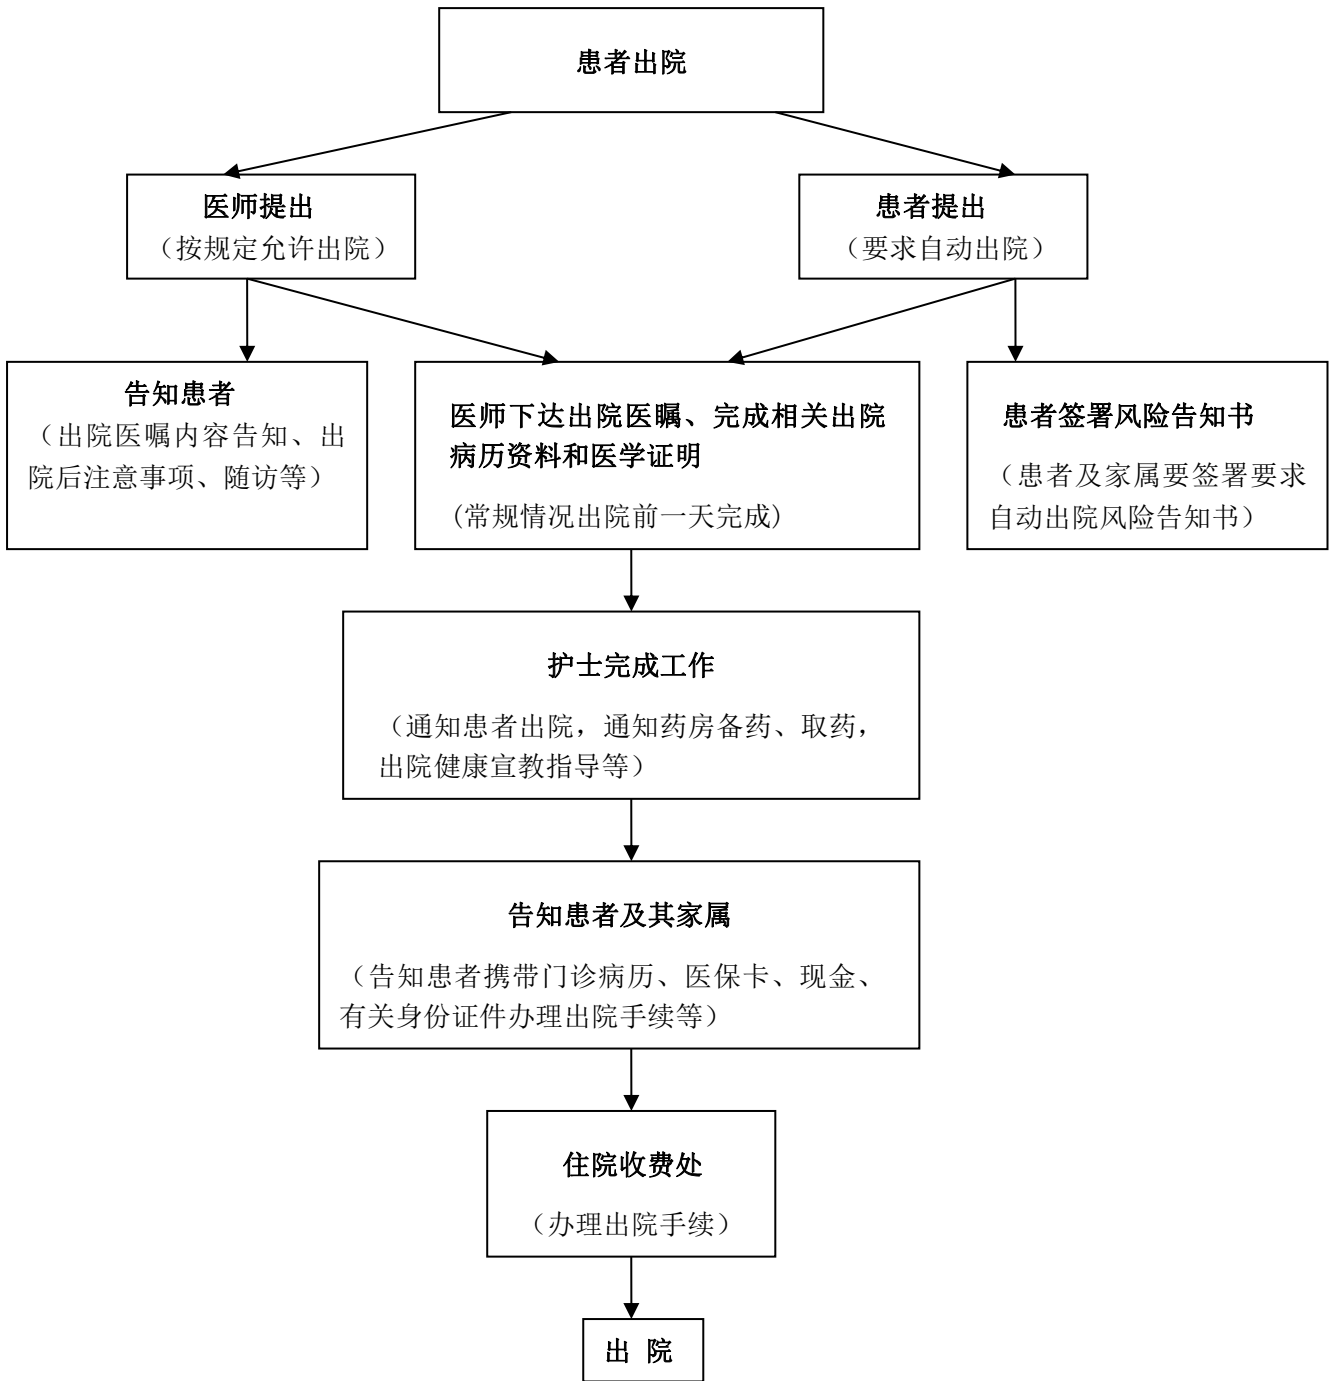 患者出院
医师提出
（按规定允许出院）
患者提出
（要求自动出院）
告知患者
（出院医嘱内容告知、出
院后注意事项、随访等）
医师下达出院医瞩、完成相关出院
病历资料和医学证明
(常规情况出院前一天完成)
患者签署风险告知书
（患者及家属要签署要求
自动出院风险告知书）
护士完成工作
（通知患者出院，通知药房备药、取药，
出院健康宣教指导等）
告知患者及其家属
（告知患者携带门诊病历、医保卡、现金、
有关身份证件办理出院手续等）
住院收费处
（办理出院手续）
出 院